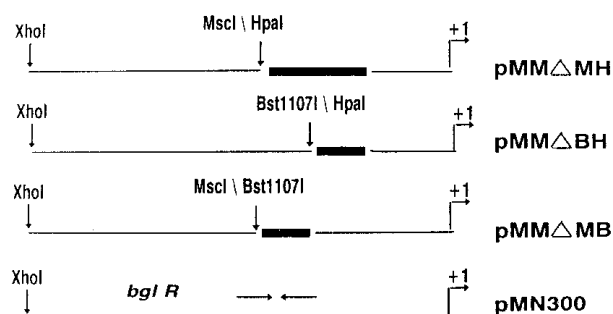 XhoI MscI \ HpaI +1 pMM△MH
XhoI Bst1107I \ HpaI +1 pMM△BH
XhoI MscI \ Bst1107I +1 pMM△MB
XhoI bgl R +1 pMN300